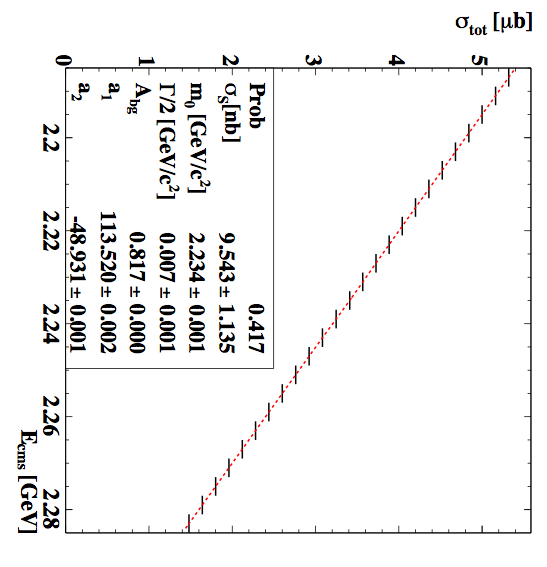 σ_tot [μb]
5
4
3
2
1
0
2.2
2.22
2.24
2.26
2.28
E_cms [GeV]
Prob 0.417
σ_S[nb] 9.543 ± 1.135
m_0 [GeV/c^2] 2.234 ± 0.001
Γ/2 [GeV/c^2] 0.007 ± 0.001
A_bg 0.817 ± 0.000
a_1 113.520 ± 0.002
a_2 -48.931 ± 0.001